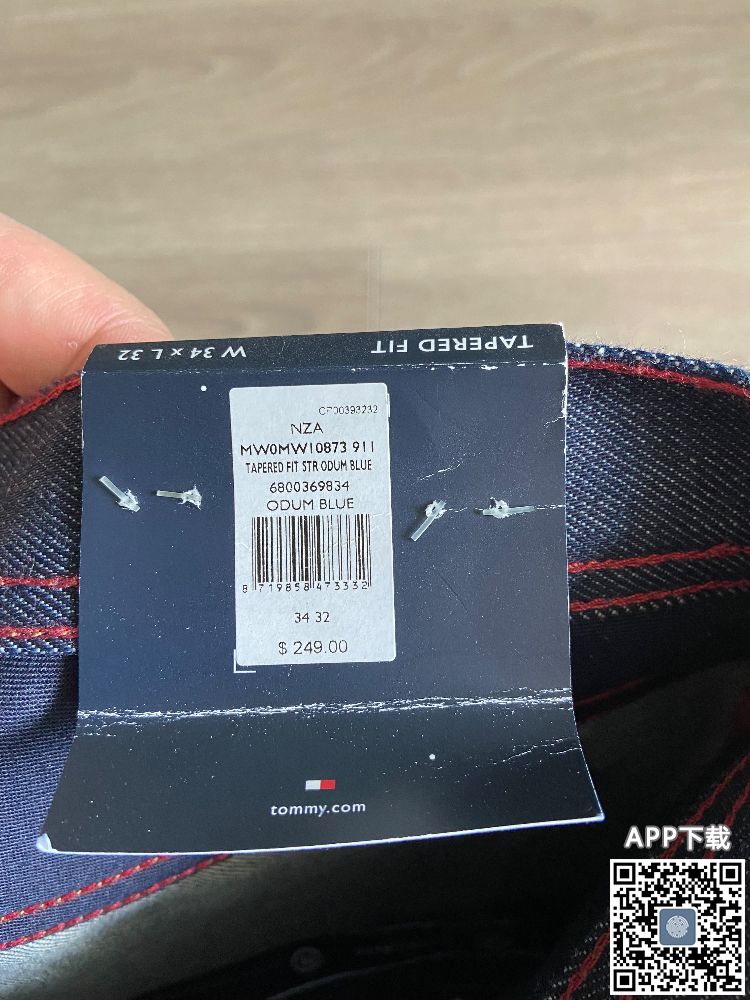 W 34 x L 32
TAPERED FIT
CF00393232
NZA
MW0MW10873 911
TAPERED FIT STR ODUM BLUE
6800369834
ODUM BLUE
8 719858 473332
34 32
$ 249.00
tommy.com
APP下载